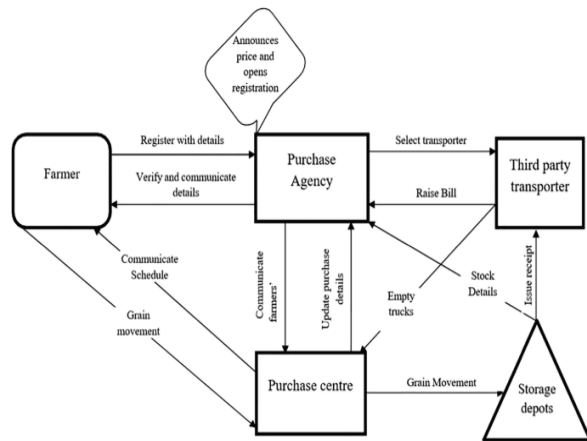 Announces
price and
opens
registration
Register with details
Select transporter
Farmer
Purchase
Agency
Third party
transporter
Verify and communicate
details
Raise Bill
Communicate
Schedule
Communicate
farmers'
Update purchase
details
Stock
Details
Issue receipt
Empty
trucks
Grain
movement
Purchase centre
Grain Movement
Storage
depots